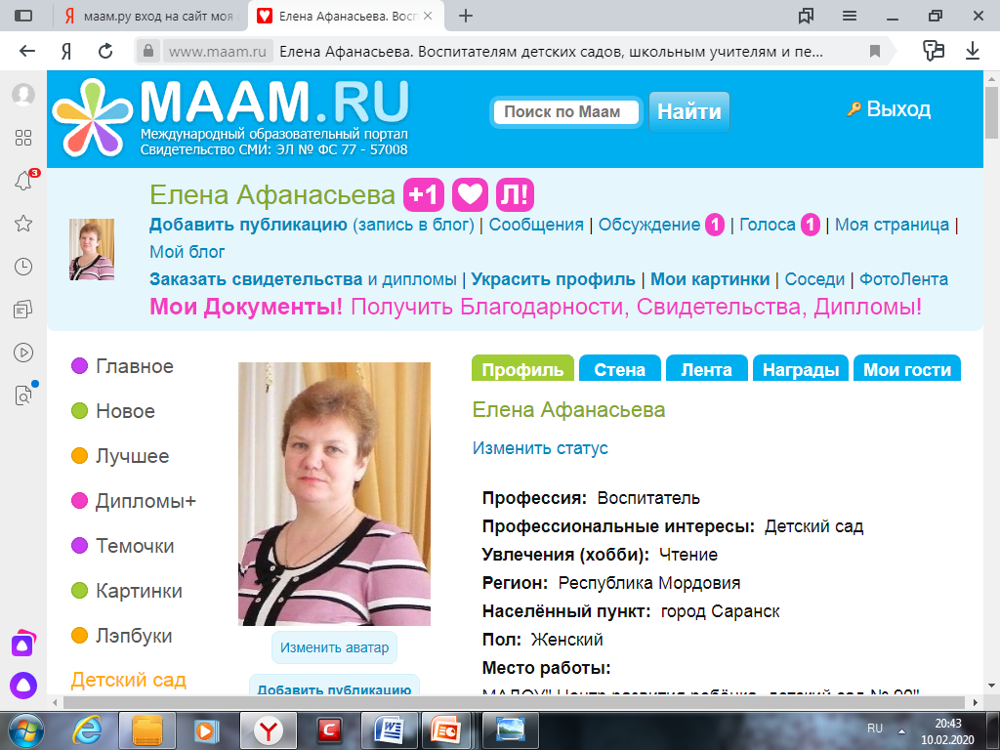 маам.ру вход на сайт моя
Елена Афанасьева. Восп
www.maam.ru Елена Афанасьева. Воспитателям детских садов, школьным учителям и пе...
3
MAAM.RU
Международный образовательный портал
Свидетельство СМИ: ЭЛ № ФС 77 - 57008
Поиск по Маам
Найти
Выход
Елена Афанасьева +1 Л!
Добавить публикацию (запись в блог) | Сообщения | Обсуждение 1 | Голоса 1 | Моя страница |
Мой блог
Заказать свидетельства и дипломы | Украсить профиль | Мои картинки | Соседи | ФотоЛента
Мои Документы! Получить Благодарности, Свидетельства, Дипломы!
Главное
Новое
Лучшее
Дипломы+
Темочки
Картинки
Лэпбуки
Детский сад
Изменить аватар
Добавить публикацию
Профиль Стена Лента Награды Мои гости
Елена Афанасьева
Изменить статус
Профессия: Воспитатель
Профессиональные интересы: Детский сад
Увлечения (хобби): Чтение
Регион: Республика Мордовия
Населённый пункт: город Саранск
Пол: Женский
Место работы:
МАДОУ" Центр развития ребёнка- детский сад № 90"
RU
20:43
10.02.2020